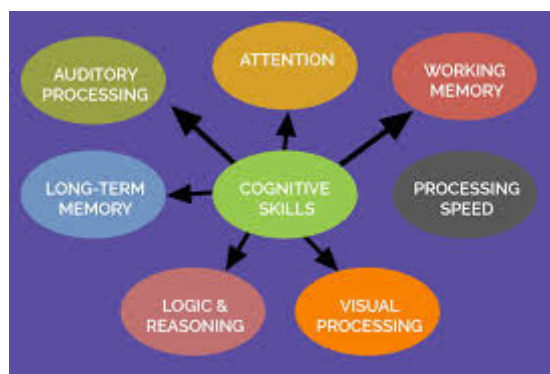 AUDITORY
PROCESSING
ATTENTION
WORKING
MEMORY
LONG-TERM
MEMORY
COGNITIVE
SKILLS
PROCESSING
SPEED
LOGIC &
REASONING
VISUAL
PROCESSING